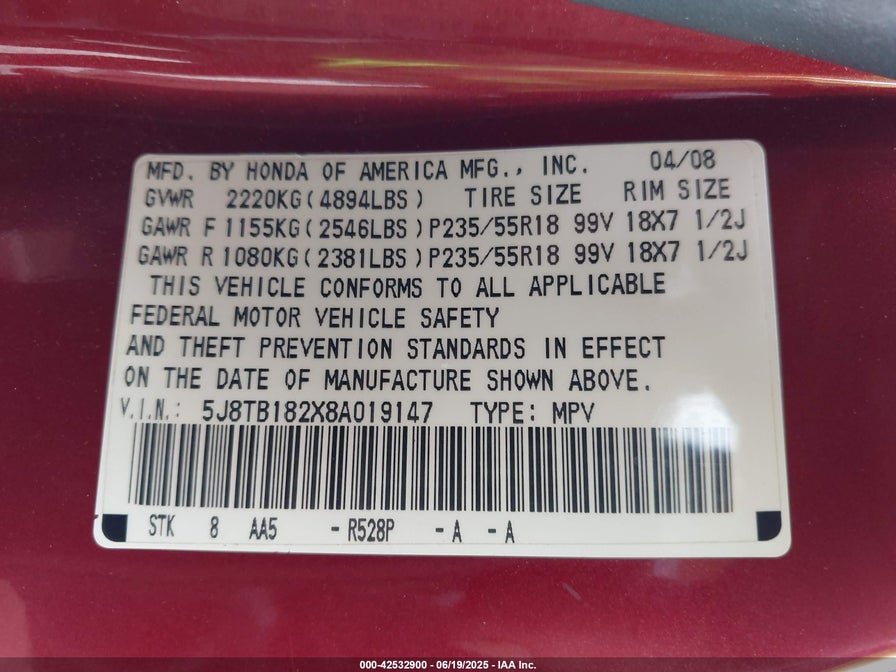 MFD. BY HONDA OF AMERICA MFG., INC. 04/08
GVWR 2220KG(4894LBS) TIRE SIZE RIM SIZE
GAWR F 1155KG(2546LBS) P235/55R18 99V 18X7 1/2J
GAWR R 1080KG(2381LBS) P235/55R18 99V 18X7 1/2J
THIS VEHICLE CONFORMS TO ALL APPLICABLE
FEDERAL MOTOR VEHICLE SAFETY
AND THEFT PREVENTION STANDARDS IN EFFECT
ON THE DATE OF MANUFACTURE SHOWN ABOVE.
V.I.N.: 5J8TB182X8A019147 TYPE: MPV
STK 8 AA5 -R528P -A -A
000-42532900 - 06/19/2025 - IAA Inc.